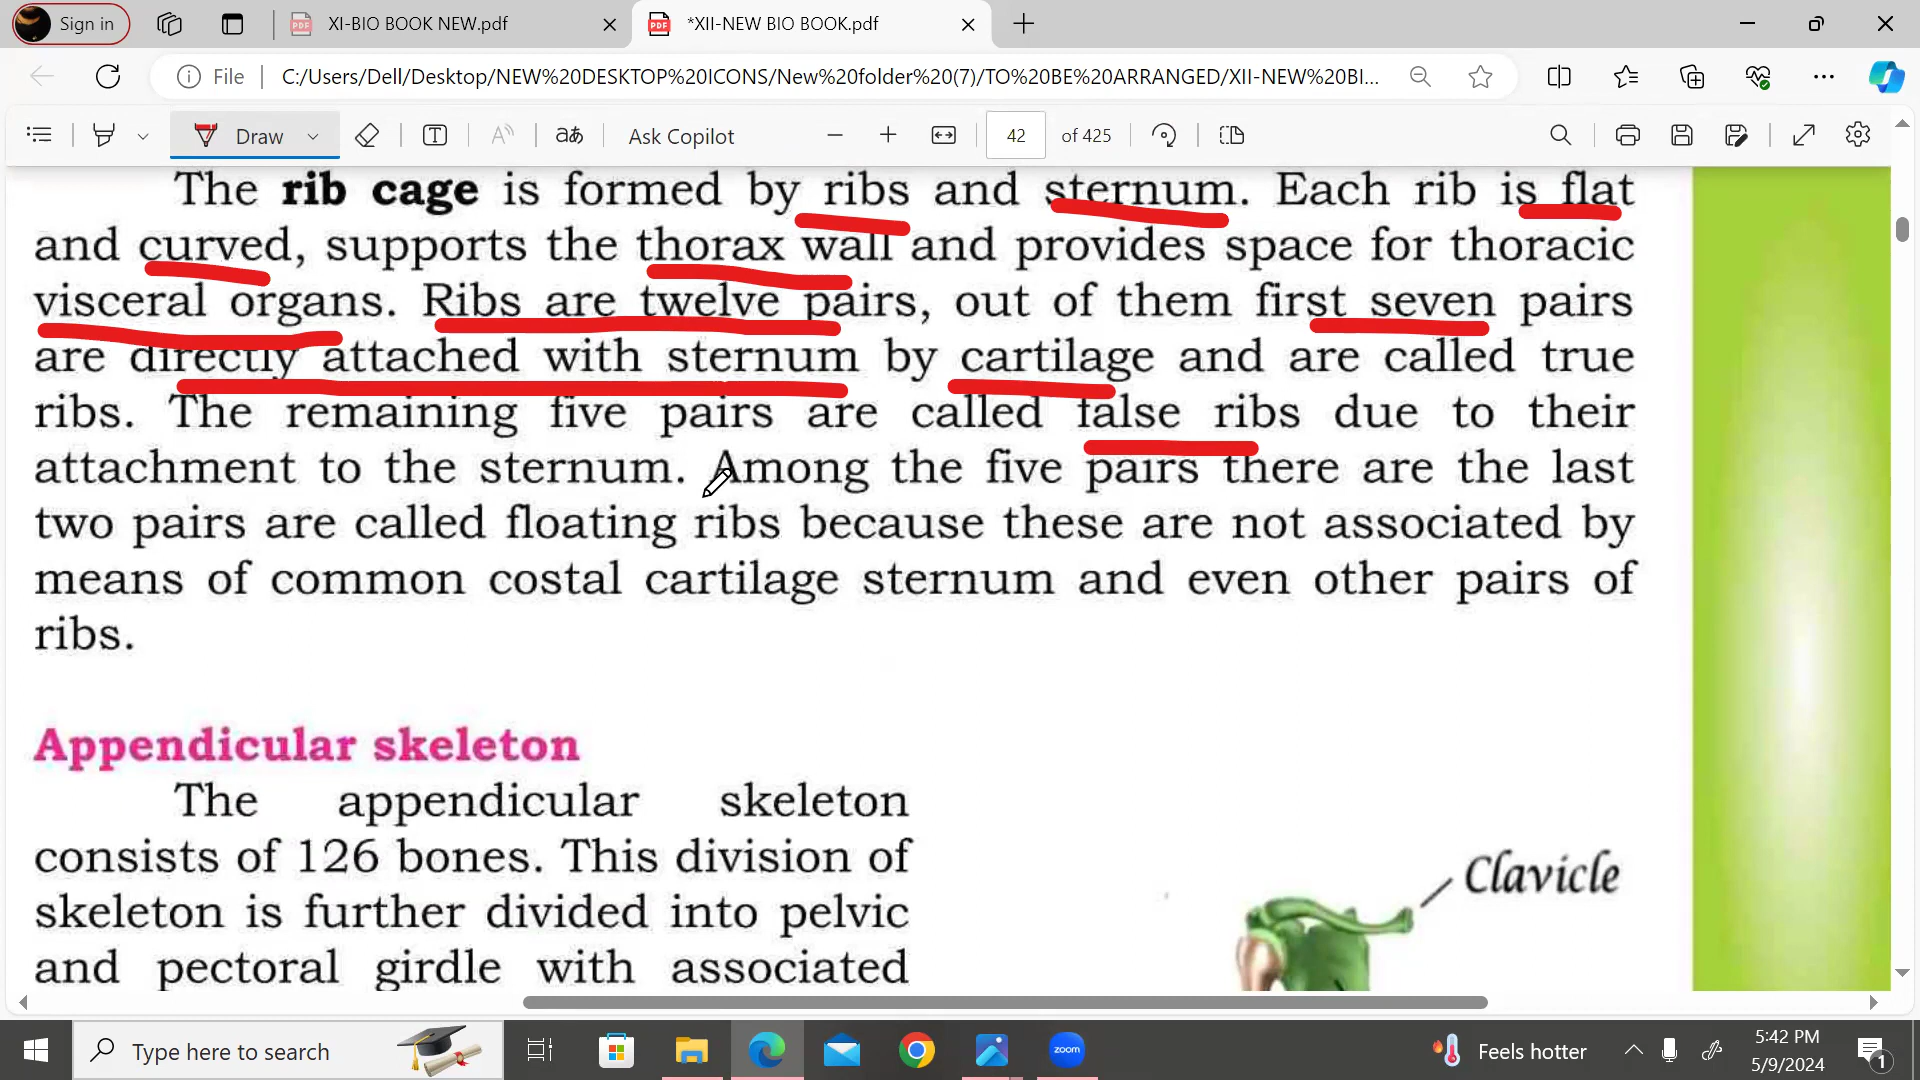 Sign in
XI-BIO BOOK NEW.pdf
*XII-NEW BIO BOOK.pdf
File
C:/Users/Dell/Desktop/NEW%20DESKTOP%20ICONS/New%20folder%20(7)/TO%20BE%20ARRANGED/XII-NEW%20BI...
Draw
Ask Copilot
42 of 425
The rib cage is formed by ribs and sternum. Each rib is flat
and curved, supports the thorax wall and provides space for thoracic
visceral organs. Ribs are twelve pairs, out of them first seven pairs
are directly attached with sternum by cartilage and are called true
ribs. The remaining five pairs are called false ribs due to their
attachment to the sternum. Among the five pairs there are the last
two pairs are called floating ribs because these are not associated by
means of common costal cartilage sternum and even other pairs of
ribs.
Appendicular skeleton
The appendicular skeleton
consists of 126 bones. This division of
skeleton is further divided into pelvic
and pectoral girdle with associated
Clavicle
Type here to search
zoom
Feels hotter
5:42 PM
5/9/2024
1